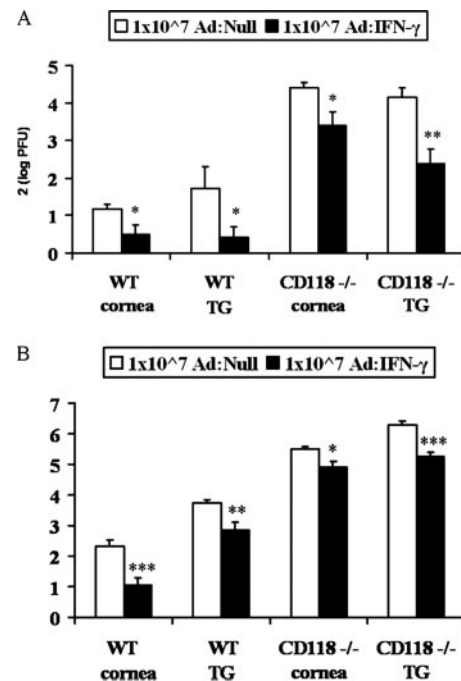 A
1x10^7 Ad:Null 1x10^7 Ad:IFN-γ
2 (log PFU)
5
4
3
2
1
0
* * * **
WT cornea
WT TG
CD118 -/- cornea
CD118 -/- TG
B
1x10^7 Ad:Null 1x10^7 Ad:IFN-γ
7
6
5
4
3
2
1
0
*** ** * ***
WT cornea
WT TG
CD118 -/- cornea
CD118 -/- TG